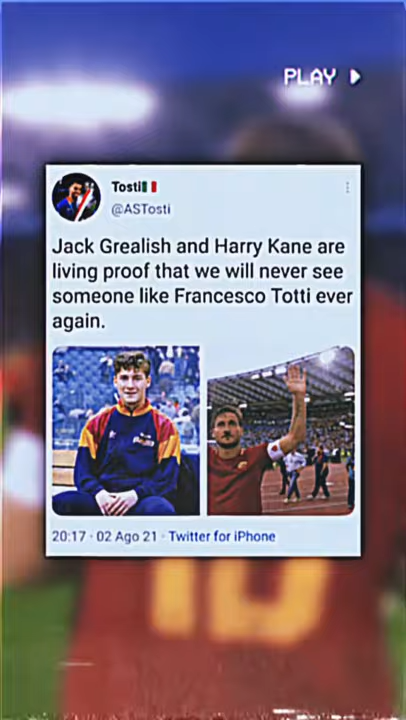 PLAY
Tosti
@ASTosti
Jack Grealish and Harry Kane are
living proof that we will never see
someone like Francesco Totti ever
again.
20:17 · 02 Ago 21 · Twitter for iPhone
10